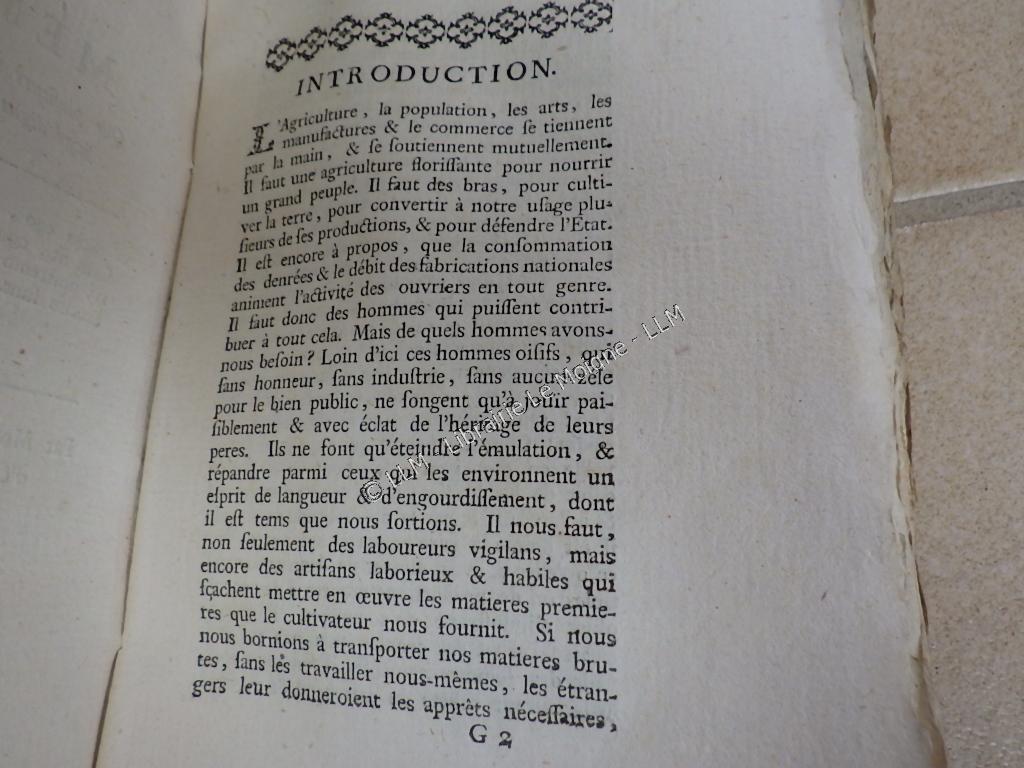 INTRODUCTION.
L'Agriculture, la population, les arts, les
manufactures & le commerce ſe tiennent
par la main, & ſe ſoutiennent mutuellement.
Il faut une agriculture floriſſante pour nourrir
un grand peuple. Il faut des bras, pour culti-
ver la terre, pour convertir à notre uſage plu-
ſieurs de ſes productions, & pour défendre l'Etat.
Il eſt encore à propos, que la conſommation
des denrées & le débit des fabrications nationales
animent l'activité des ouvriers en tout genre.
Il faut donc des hommes qui puiſſent contri-
buer à tout cela. Mais de quels hommes avons-
nous beſoin? Loin d'ici ces hommes oiſifs, qui
ſans honneur, ſans induſtrie, ſans aucun zèle
pour le bien public, ne ſongent qu'à jouir pai-
ſiblement & avec éclat de l'héritage de leurs
peres. Ils ne font qu'éteindre l'émulation, &
répandre parmi ceux qui les environnent un
eſprit de langueur & d'engourdiſſement, dont
il eſt tems que nous ſortions. Il nous faut,
non ſeulement des laboureurs vigilans, mais
encore des artiſans laborieux & habiles qui
ſçachent mettre en œuvre les matieres premie-
res que le cultivateur nous fournit. Si nous
nous bornions à tranſporter nos matieres bru-
tes, ſans les travailler nous-mêmes, les étran-
gers leur donneroient les apprêts néceſſaires,
G 2
© LLM - Librairie Le Moione - LLM